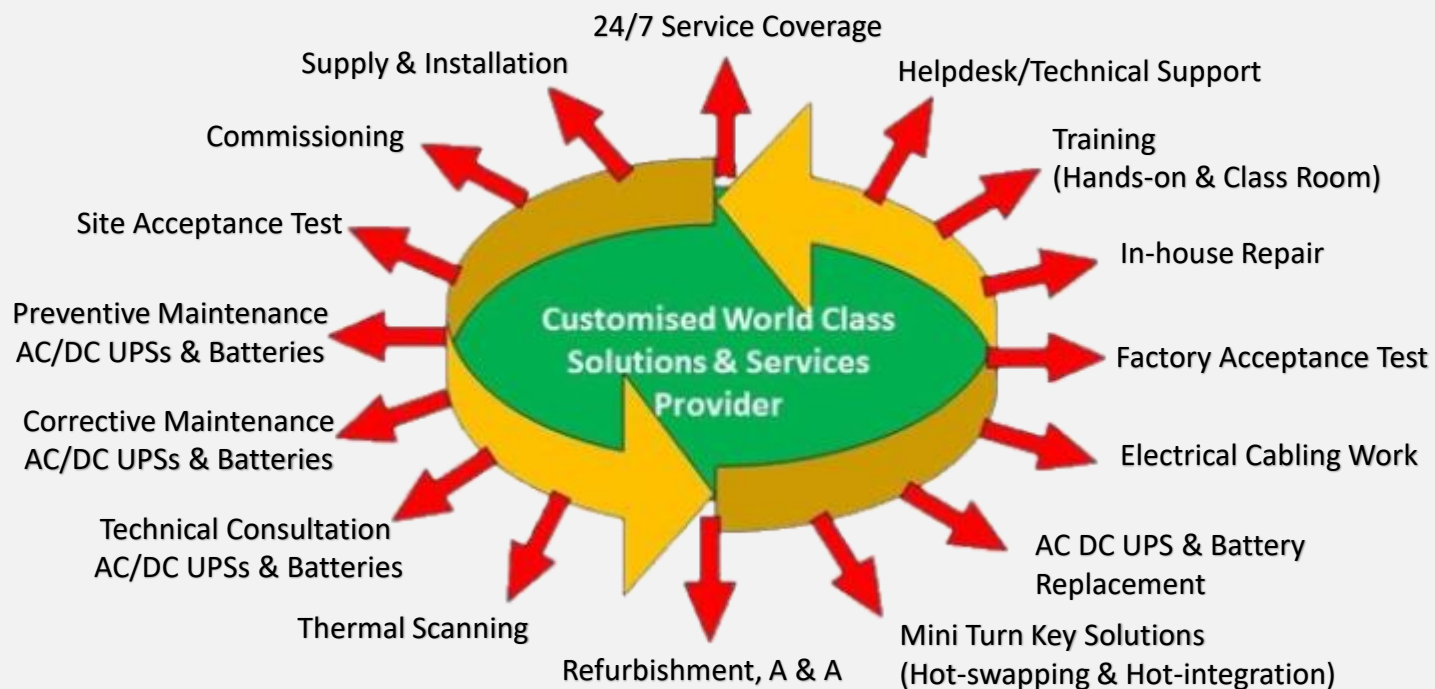 24/7 Service Coverage
Supply & Installation
Helpdesk/Technical Support
Commissioning
Training
(Hands-on & Class Room)
Site Acceptance Test
In-house Repair
Preventive Maintenance
AC/DC UPSs & Batteries
Customised World Class
Solutions & Services
Provider
Factory Acceptance Test
Corrective Maintenance
AC/DC UPSs & Batteries
Electrical Cabling Work
Technical Consultation
AC/DC UPSs & Batteries
AC DC UPS & Battery
Replacement
Thermal Scanning
Mini Turn Key Solutions
(Hot-swapping & Hot-integration)
Refurbishment, A & A